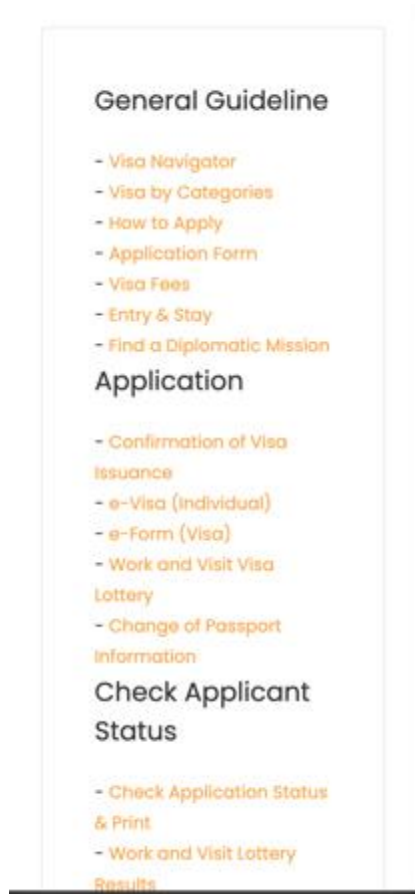 General Guideline
- Visa Navigator
- Visa by Categories
- How to Apply
- Application Form
- Visa Fees
- Entry & Stay
- Find a Diplomatic Mission
Application
- Confirmation of Visa
Issuance
- e-Visa (Individual)
- e-Form (Visa)
- Work and Visit Visa
Lottery
- Change of Passport
Information
Check Applicant
Status
- Check Application Status
& Print
- Work and Visit Lottery
Results